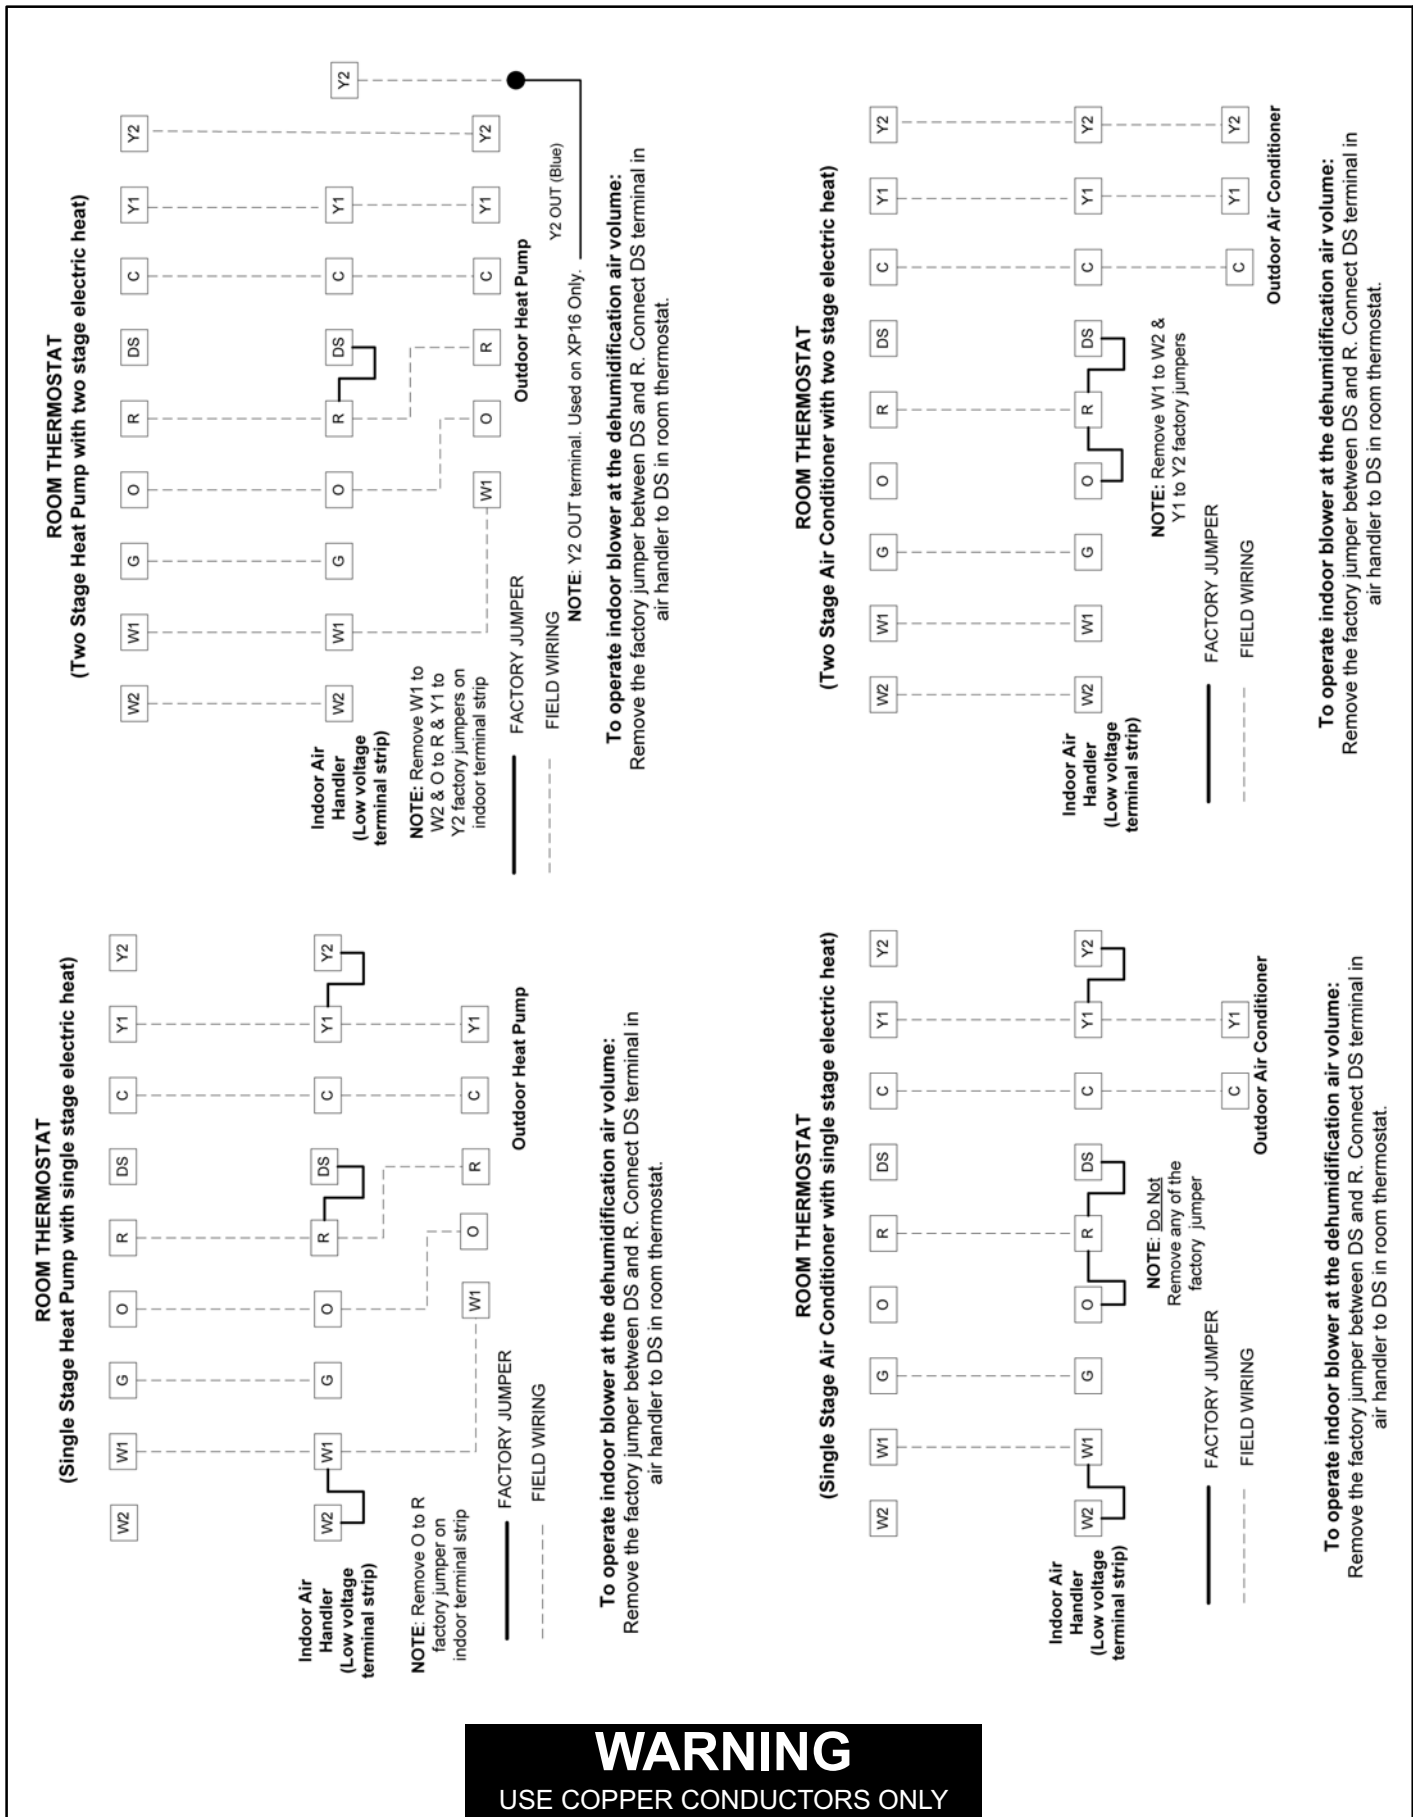 ROOM THERMOSTAT
(Single Stage Heat Pump with single stage electric heat)
W2 W1 G O R DS C Y1 Y2
Indoor Air
Handler
(Low voltage
terminal strip)
W2 W1 G O R DS C Y1 Y2
NOTE: Remove O to R
factory jumper on
indoor terminal strip
W1 O R C Y1
Outdoor Heat Pump
FACTORY JUMPER
FIELD WIRING
To operate indoor blower at the dehumidification air volume:
Remove the factory jumper between DS and R. Connect DS terminal in
air handler to DS in room thermostat.
ROOM THERMOSTAT
(Two Stage Heat Pump with two stage electric heat)
W2 W1 G O R DS C Y1 Y2
Indoor Air
Handler
(Low voltage
terminal strip)
W2 W1 G O R DS C Y1 Y2
NOTE: Remove W1 to
W2 & O to R & Y1 to
Y2 factory jumpers on
indoor terminal strip
W1 O R C Y1 Y2
Outdoor Heat Pump
FACTORY JUMPER
FIELD WIRING
Y2 OUT (Blue)
NOTE: Y2 OUT terminal. Used on XP16 Only.
To operate indoor blower at the dehumidification air volume:
Remove the factory jumper between DS and R. Connect DS terminal in
air handler to DS in room thermostat.
ROOM THERMOSTAT
(Single Stage Air Conditioner with single stage electric heat)
W2 W1 G O R DS C Y1 Y2
Indoor Air
Handler
(Low voltage
terminal strip)
W2 W1 G O R DS C Y1 Y2
NOTE: Do Not
Remove any of the
factory jumper
C Y1
Outdoor Air Conditioner
FACTORY JUMPER
FIELD WIRING
To operate indoor blower at the dehumidification air volume:
Remove the factory jumper between DS and R. Connect DS terminal in
air handler to DS in room thermostat.
ROOM THERMOSTAT
(Two Stage Air Conditioner with two stage electric heat)
W2 W1 G O R DS C Y1 Y2
Indoor Air
Handler
(Low voltage
terminal strip)
W2 W1 G O R DS C Y1 Y2
NOTE: Remove W1 to W2 &
Y1 to Y2 factory jumpers
C Y1 Y2
Outdoor Air Conditioner
FACTORY JUMPER
FIELD WIRING
To operate indoor blower at the dehumidification air volume:
Remove the factory jumper between DS and R. Connect DS terminal in
air handler to DS in room thermostat.
WARNING
USE COPPER CONDUCTORS ONLY